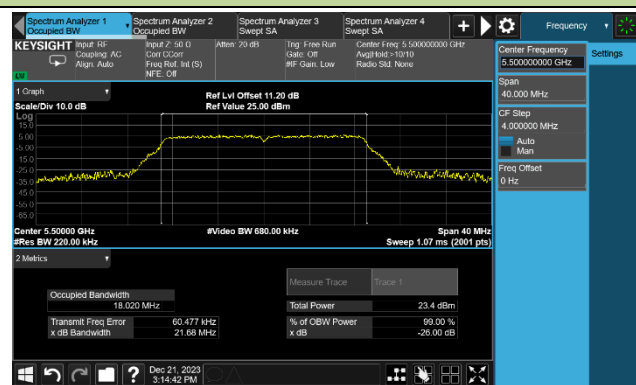 Spectrum Analyzer 1
Occupied BW
Spectrum Analyzer 2
Occupied BW
Spectrum Analyzer 3
Swept SA
Spectrum Analyzer 4
Swept SA
Frequency
KEYSIGHT
Input: RF
Coupling: AC
Align: Auto
Input Z: 50 Ω
Corr CCorr
Freq Ref: Int (S)
NFE: Off
Atten: 20 dB
Trig: Free Run
Gate: Off
#IF Gain: Low
Center Freq: 5.500000000 GHz
Avg|Hold:>10/10
Radio Std: None
1 Graph
Scale/Div 10.0 dB
Ref Lvl Offset 11.20 dB
Ref Value 25.00 dBm
Log
15.0
5.00
-5.00
-15.0
-25.0
-35.0
-45.0
-55.0
-65.0
Center 5.50000 GHz
#Res BW 220.00 kHz
#Video BW 680.00 kHz
Span 40 MHz
Sweep 1.07 ms (2001 pts)
2 Metrics
Measure Trace
Trace 1
Occupied Bandwidth
18.020 MHz
Total Power
23.4 dBm
Transmit Freq Error
60.477 kHz
% of OBW Power
99.00 %
x dB Bandwidth
21.68 MHz
x dB
-26.00 dB
Center Frequency
5.500000000 GHz
Settings
Span
40.000 MHz
CF Step
4.000000 MHz
Auto
Man
Freq Offset
0 Hz
Dec 21, 2023
3:14:42 PM